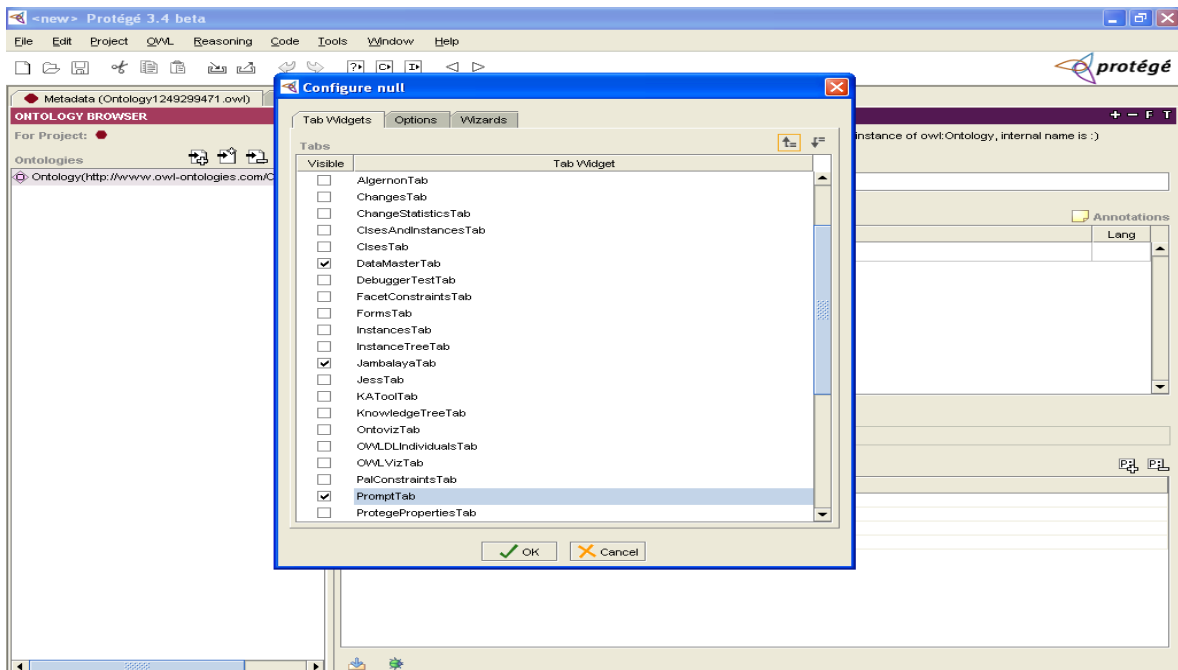 <new> Protégé 3.4 beta
File Edit Project OWL Reasoning Code Tools Window Help
protégé
Metadata (Ontology1249299471.owl)
ONTOLOGY BROWSER
+ − F T
For Project:
instance of owl:Ontology, internal name is :)
Ontologies
Ontology(http://www.owl-ontologies.com/O
Annotations
Lang
Configure null
Tab Widgets Options Wizards
Tabs
Visible Tab Widget
AlgernonTab
ChangesTab
ChangeStatisticsTab
ClsesAndInstancesTab
ClsesTab
DataMasterTab
DebuggerTestTab
FacetConstraintsTab
FormsTab
InstancesTab
InstanceTreeTab
JambalayaTab
JessTab
KAToolTab
KnowledgeTreeTab
OntovizTab
OWLDLIndividualsTab
OWLVizTab
PalConstraintsTab
PromptTab
ProtegePropertiesTab
OK Cancel